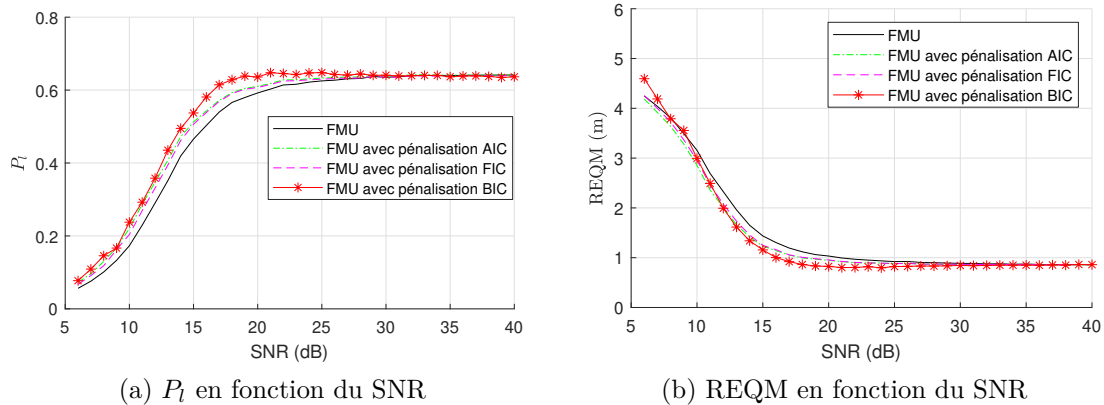 0.8
0.6
0.4
0.2
0
P_l
FMU
FMU avec pénalisation AIC
FMU avec pénalisation FIC
FMU avec pénalisation BIC
5 10 15 20 25 30 35 40
SNR (dB)
(a) P_l en fonction du SNR
6
5
4
3
2
1
0
REQM (m)
FMU
FMU avec pénalisation AIC
FMU avec pénalisation FIC
FMU avec pénalisation BIC
5 10 15 20 25 30 35 40
SNR (dB)
(b) REQM en fonction du SNR